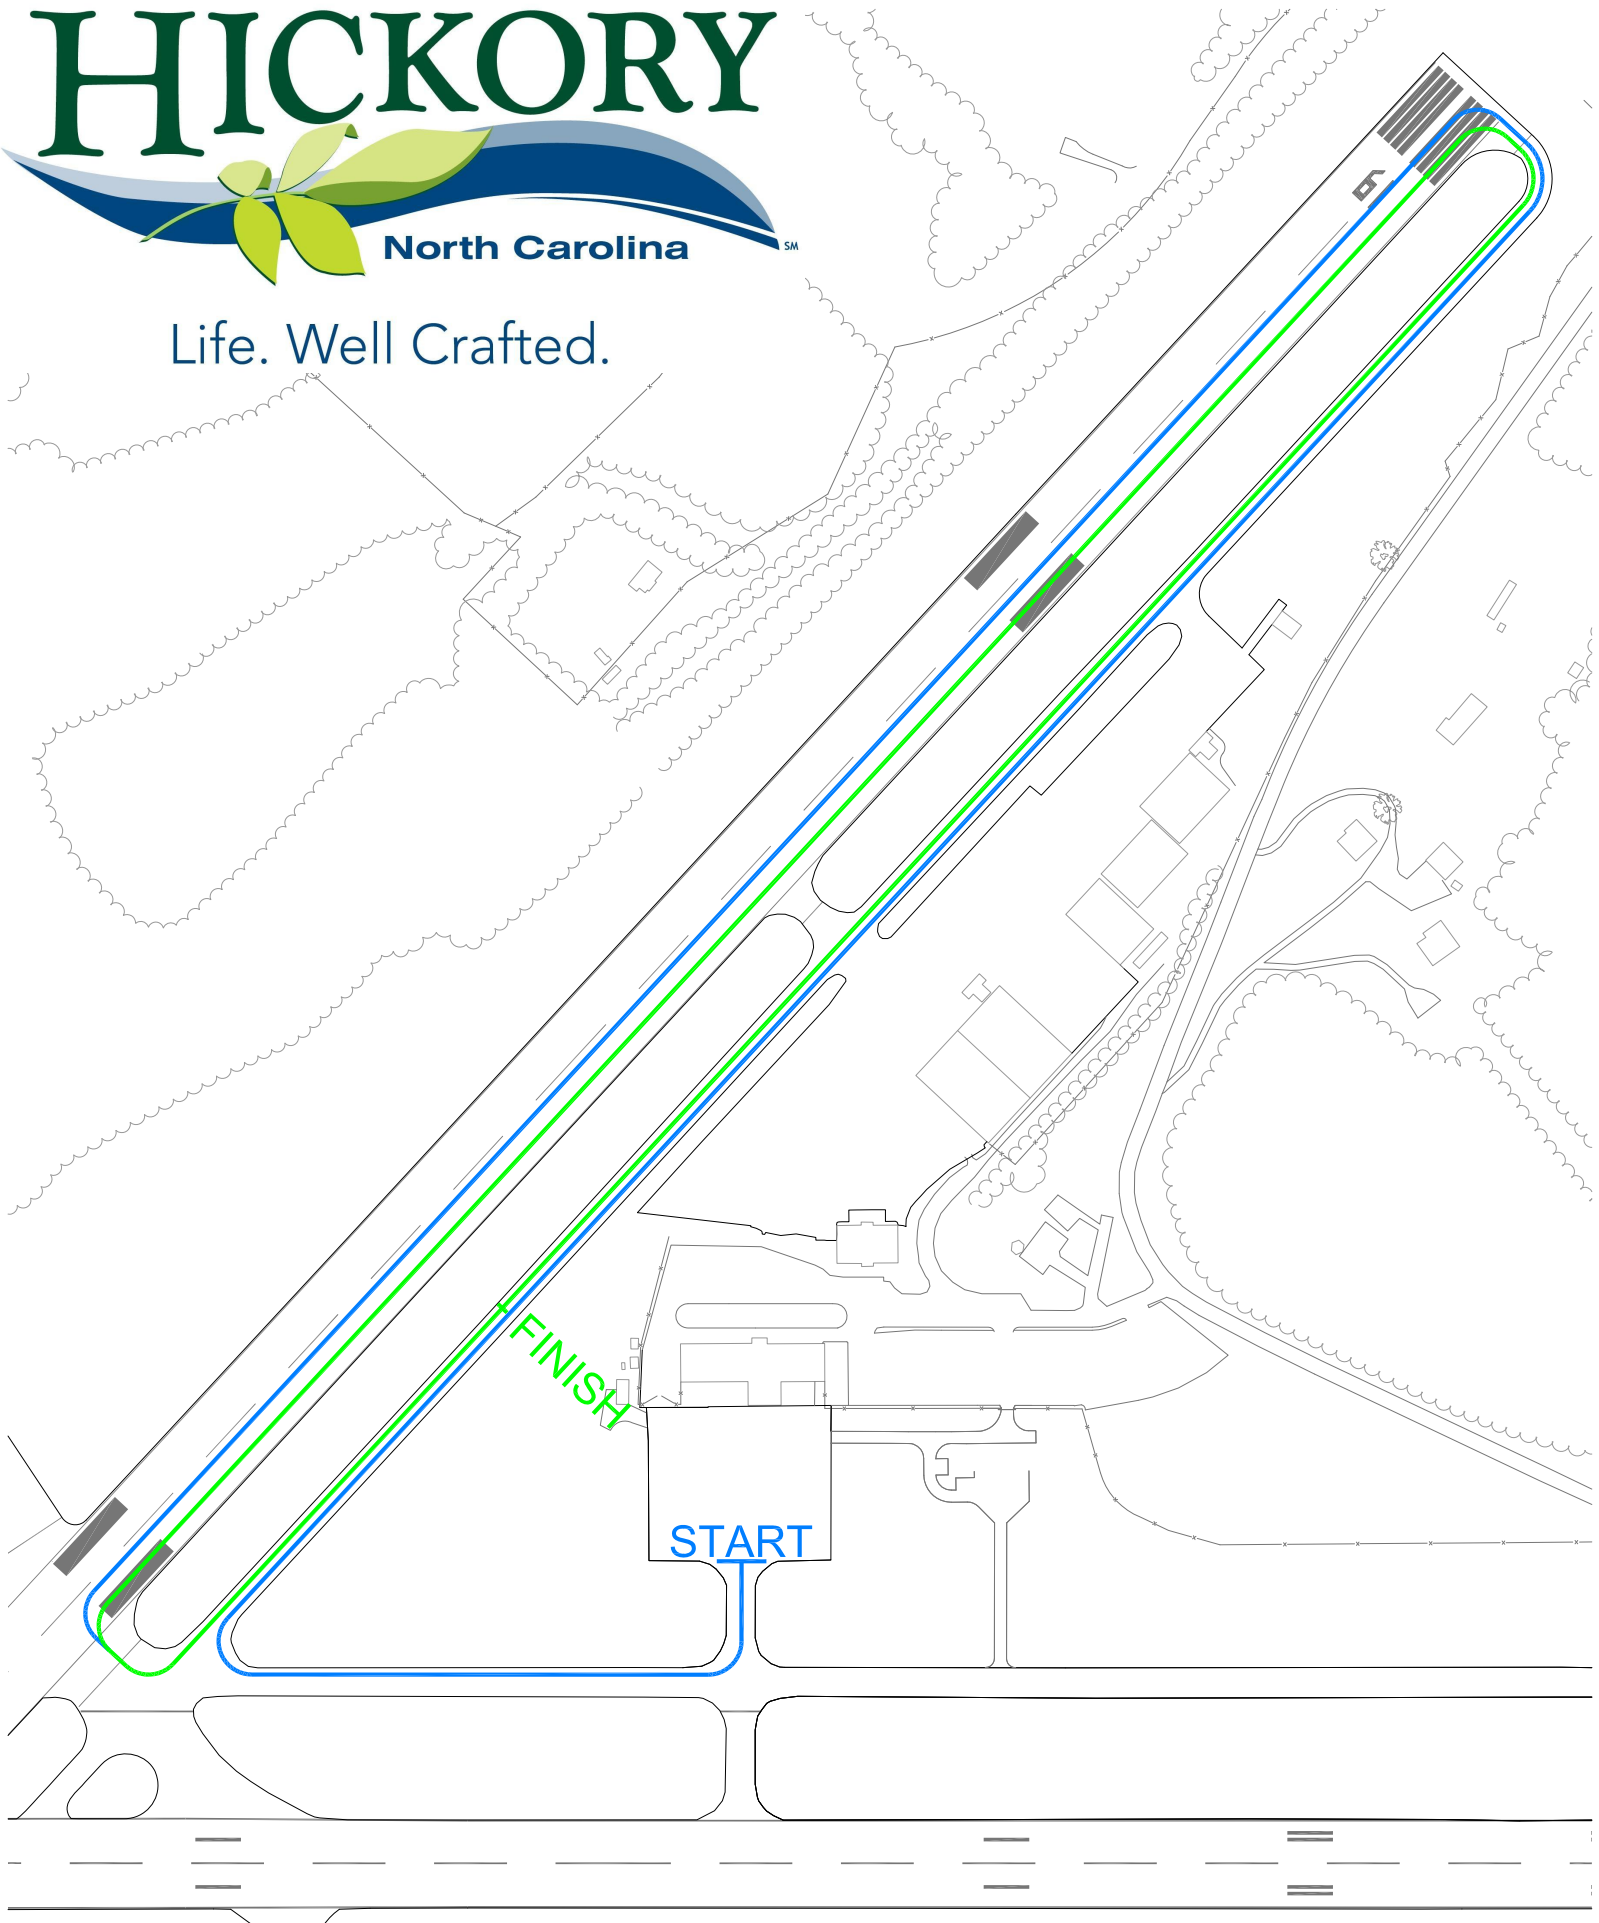 HICKORY
North Carolina
SM
Life. Well Crafted.
6
FINISH
START